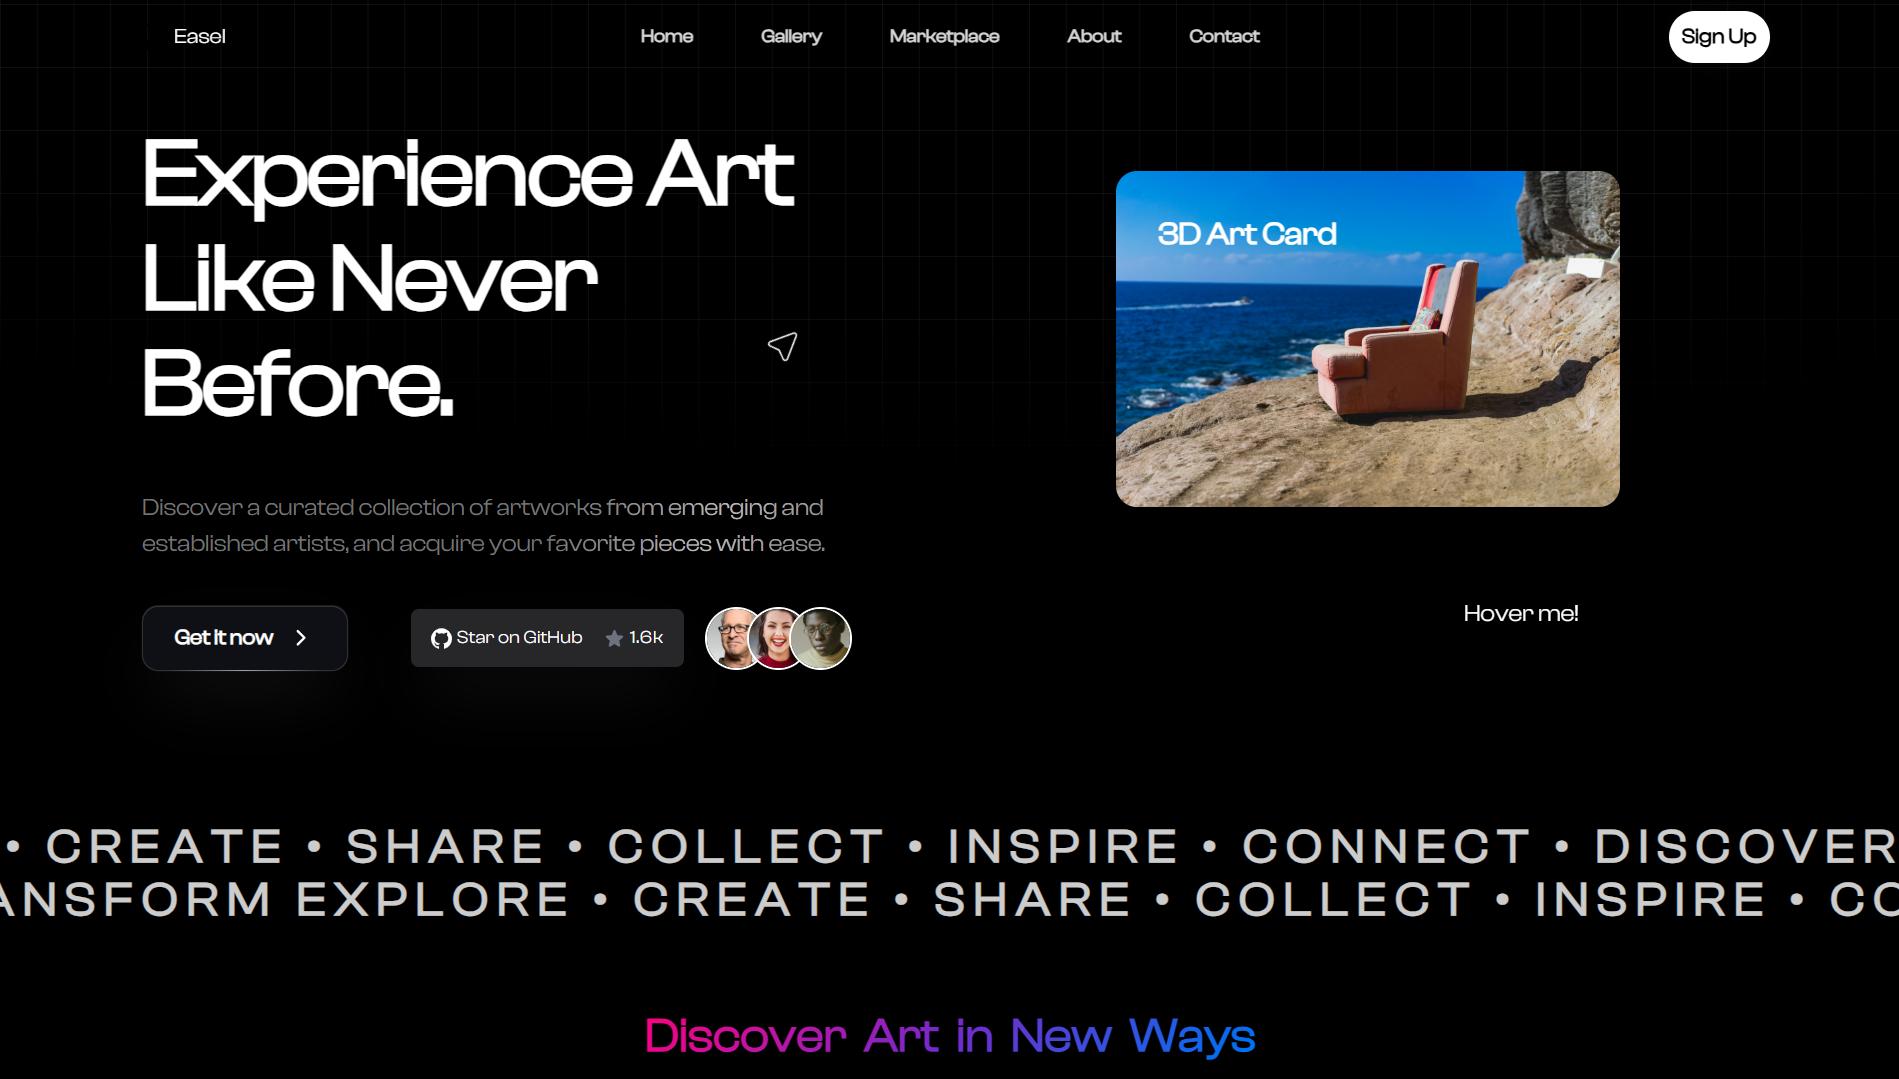 Easel
Home Gallery Marketplace About Contact
Sign Up
Experience Art
Like Never
Before.
3D Art Card
Discover a curated collection of artworks from emerging and
established artists, and acquire your favorite pieces with ease.
Get It now
Star on GitHub 1.6k
Hover me!
• CREATE • SHARE • COLLECT • INSPIRE • CONNECT • DISCOVER
ANSFORM EXPLORE • CREATE • SHARE • COLLECT • INSPIRE • CO
Discover Art in New Ways